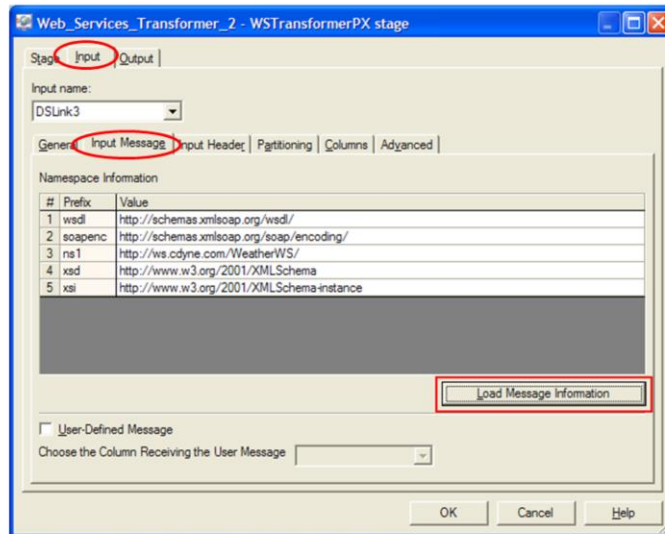 Web_Services_Transformer_2 - WSTransformerPX stage
Stage Input Output
Input name:
DSLink3
General Input Message Input Header Partitioning Columns Advanced
Namespace Information
# Prefix Value
1 wsdl http://schemas.xmlsoap.org/wsdl/
2 soapenc http://schemas.xmlsoap.org/soap/encoding/
3 ns1 http://ws.cdyne.com/WeatherWS/
4 xsd http://www.w3.org/2001/XMLSchema
5 xsi http://www.w3.org/2001/XMLSchema-instance
Load Message Information
User-Defined Message
Choose the Column Receiving the User Message
OK Cancel Help